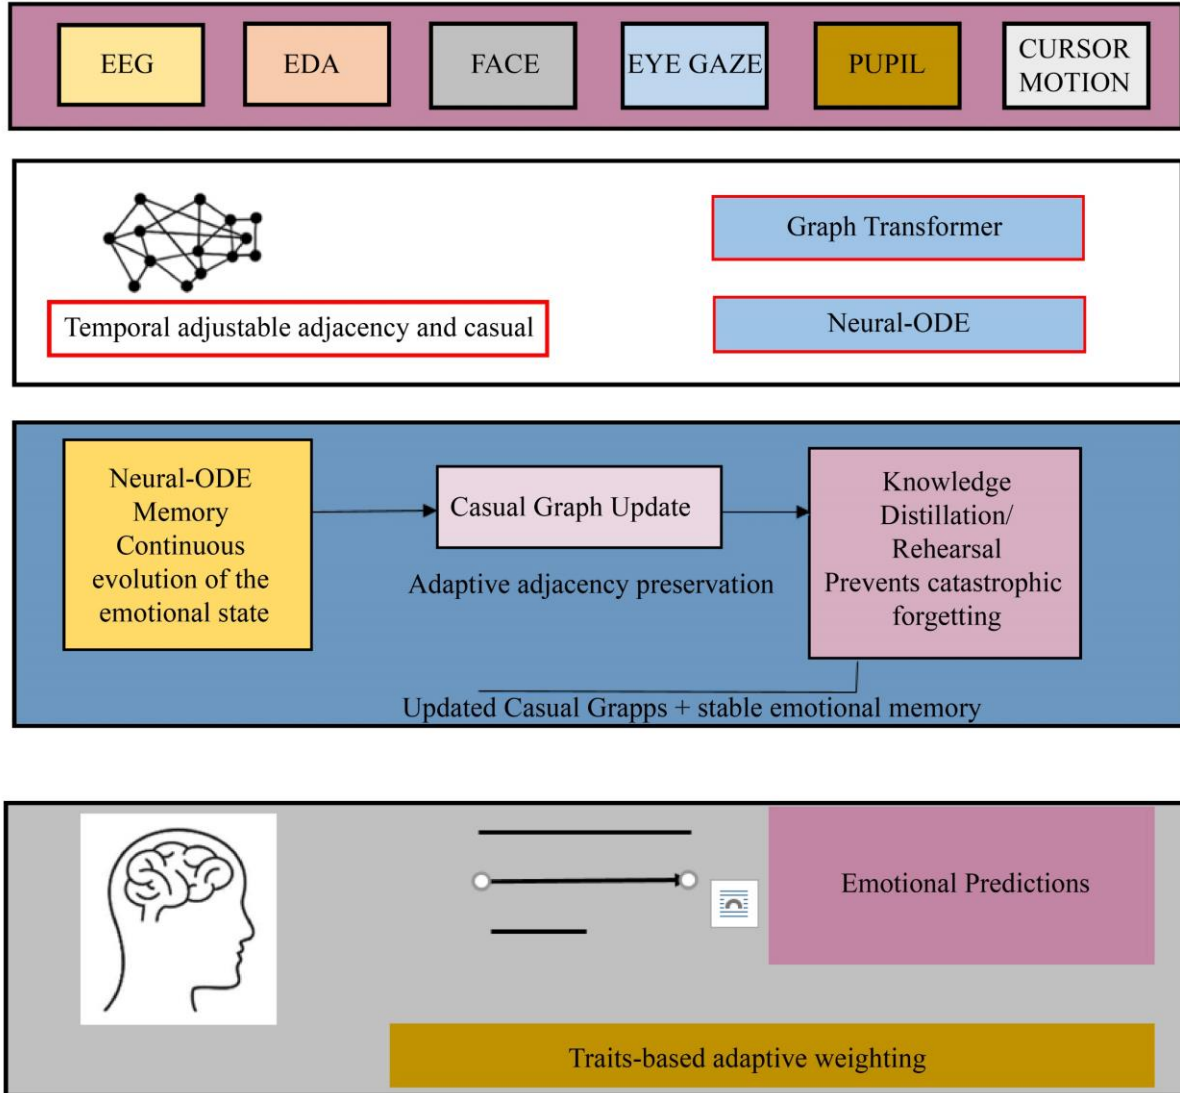 EEG
EDA
FACE
EYE GAZE
PUPIL
CURSOR
MOTION
Graph Transformer
Temporal adjustable adjacency and casual
Neural-ODE
Neural-ODE
Memory
Continuous
evolution of the
emotional state
Casual Graph Update
Adaptive adjacency preservation
Knowledge
Distillation/
Rehearsal
Prevents catastrophic
forgetting
Updated Casual Grapps + stable emotional memory
Emotional Predictions
Traits-based adaptive weighting